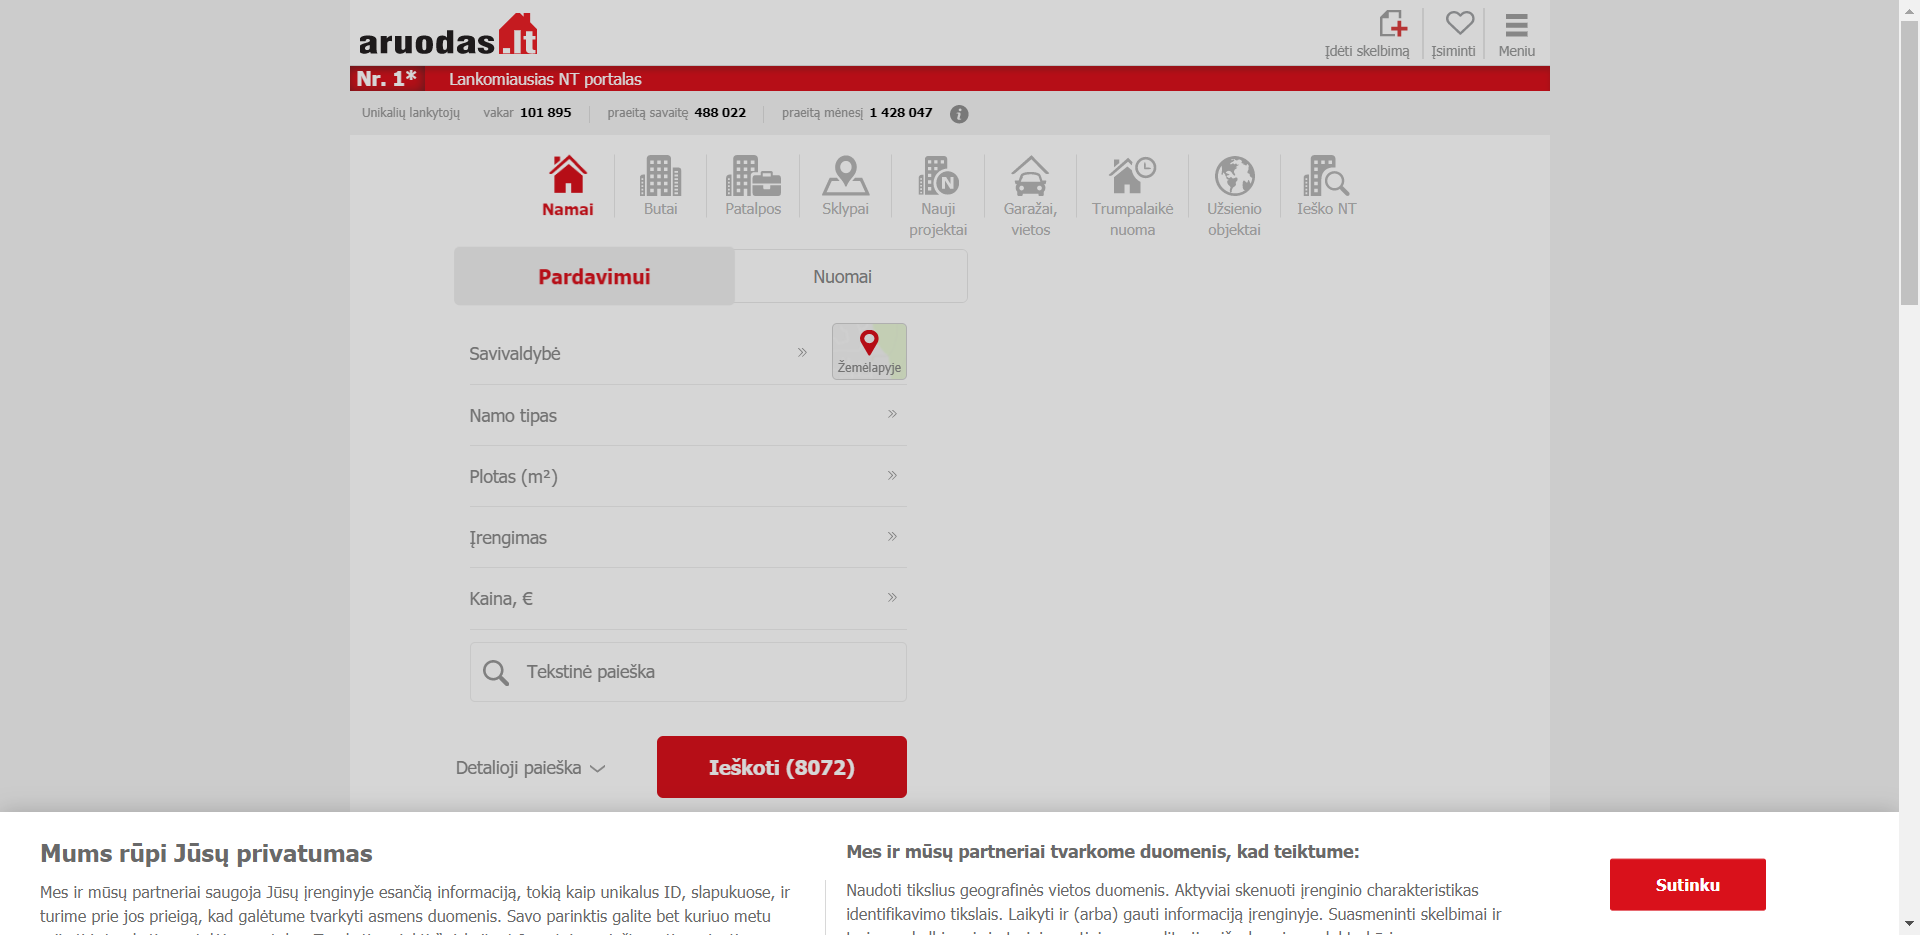 aruodas.lt
Įdėti skelbimą
Įsiminti
Meniu
Nr. 1*
Lankomiausias NT portalas
Unikalių lankytojų vakar 101 895 praeitą savaitę 488 022 praeitą mėnesį 1 428 047
Namai
Butai
Patalpos
Sklypai
Nauji
projektai
Garažai,
vietos
Trumpalaikė
nuoma
Užsienio
objektai
Ieško NT
Pardavimui
Nuomai
Savivaldybė
Žemėlapyje
Namo tipas
Plotas (m²)
Įrengimas
Kaina, €
Tekstinė paieška
Detalioji paieška
Ieškoti (8072)
Mums rūpi Jūsų privatumas
Mes ir mūsų partneriai saugoja Jūsų įrenginyje esančią informaciją, tokią kaip unikalus ID, slapukuose, ir
turime prie jos prieigą, kad galėtume tvarkyti asmens duomenis. Savo parinktis galite bet kuriuo metu
Mes ir mūsų partneriai tvarkome duomenis, kad teiktume:
Naudoti tikslius geografinės vietos duomenis. Aktyviai skenuoti įrenginio charakteristikas
identifikavimo tikslais. Laikyti ir (arba) gauti informaciją įrenginyje. Suasmeninti skelbimai ir
Sutinku